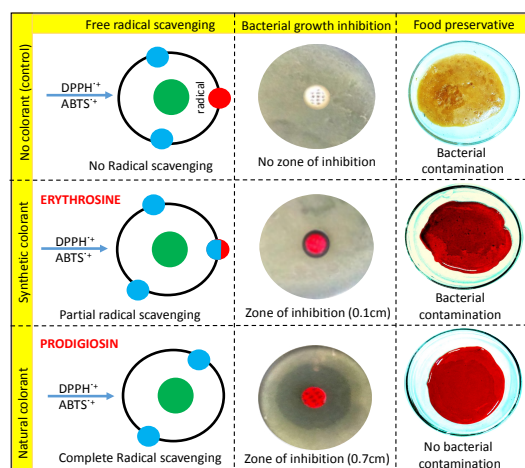 Free radical scavenging
Bacterial growth inhibition
Food preservative
No colorant (control)
DPPH·+
ABTS·+
radical
No Radical scavenging
No zone of inhibition
Bacterial
contamination
Synthetic colorant
ERYTHROSINE
DPPH·+
ABTS·+
Partial radical scavenging
Zone of inhibition (0.1cm)
Bacterial
contamination
Natural colorant
PRODIGIOSIN
DPPH·+
ABTS·+
Complete Radical scavenging
Zone of inhibition (0.7cm)
No bacterial
contamination